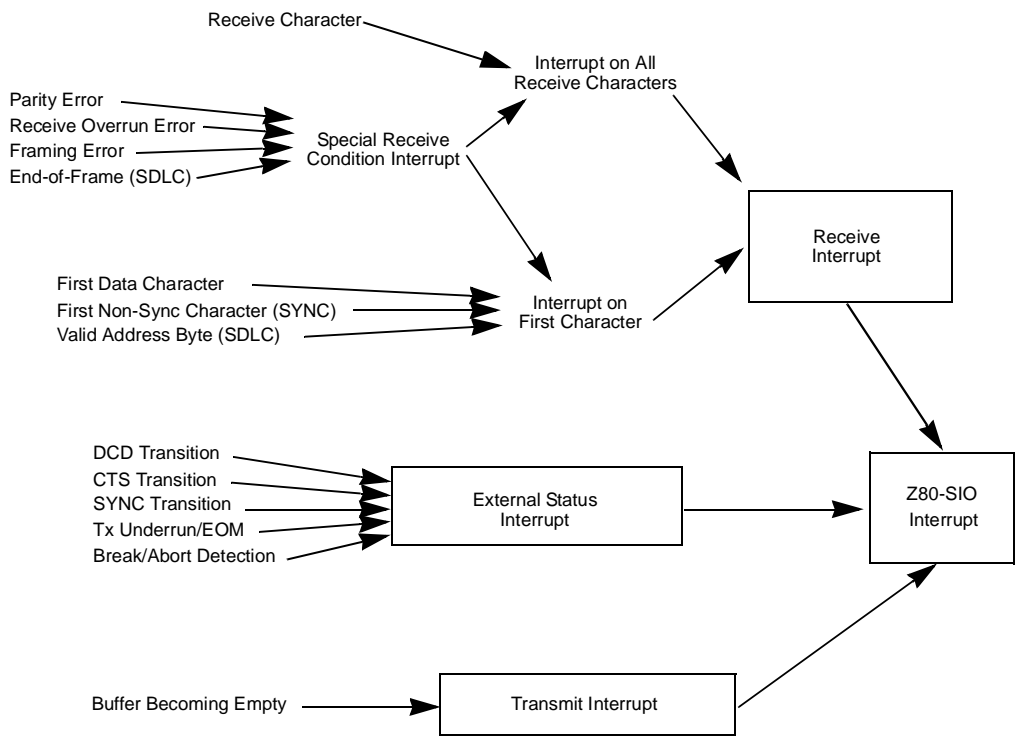 Receive Character
Interrupt on All
Receive Characters
Parity Error
Receive Overrun Error
Framing Error
End-of-Frame (SDLC)
Special Receive
Condition Interrupt
Receive
Interrupt
First Data Character
First Non-Sync Character (SYNC)
Valid Address Byte (SDLC)
Interrupt on
First Character
DCD Transition
CTS Transition
SYNC Transition
Tx Underrun/EOM
Break/Abort Detection
External Status
Interrupt
Z80-SIO
Interrupt
Buffer Becoming Empty
Transmit Interrupt